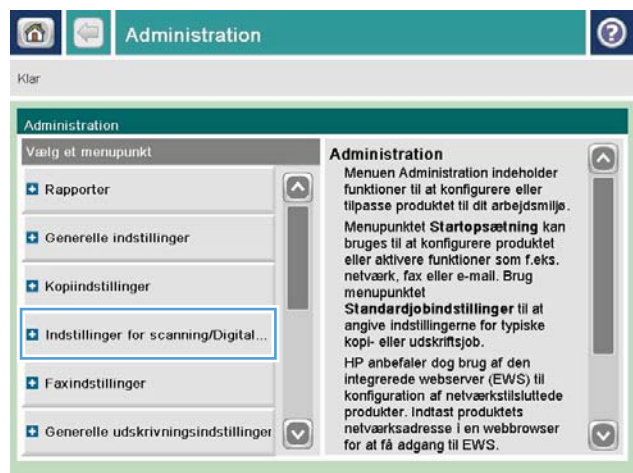 Administration
Klar
Administration
Vælg et menupunkt
Rapporter
Generelle indstillinger
Kopiindstillinger
Indstillinger for scanning/Digital...
Faxindstillinger
Generelle udskrivningsindstillinger
Administration
Menuen Administration indeholder
funktioner til at konfigurere eller
tilpasse produktet til dit arbejdsmiljø.
Menupunktet Startopsætning kan
bruges til at konfigurere produktet
eller aktivere funktioner som f.eks.
netværk, fax eller e-mail. Brug
menupunktet
Standardjobindstillinger til at
angive indstillingerne for typiske
kopi- eller udskriftsjob.
HP anbefaler dog brug af den
integrerede webserver (EWS) til
konfiguration af netværkstilsluttede
produkter. Indtast produktets
netværksadresse i en webbrowser
for at få adgang til EWS.